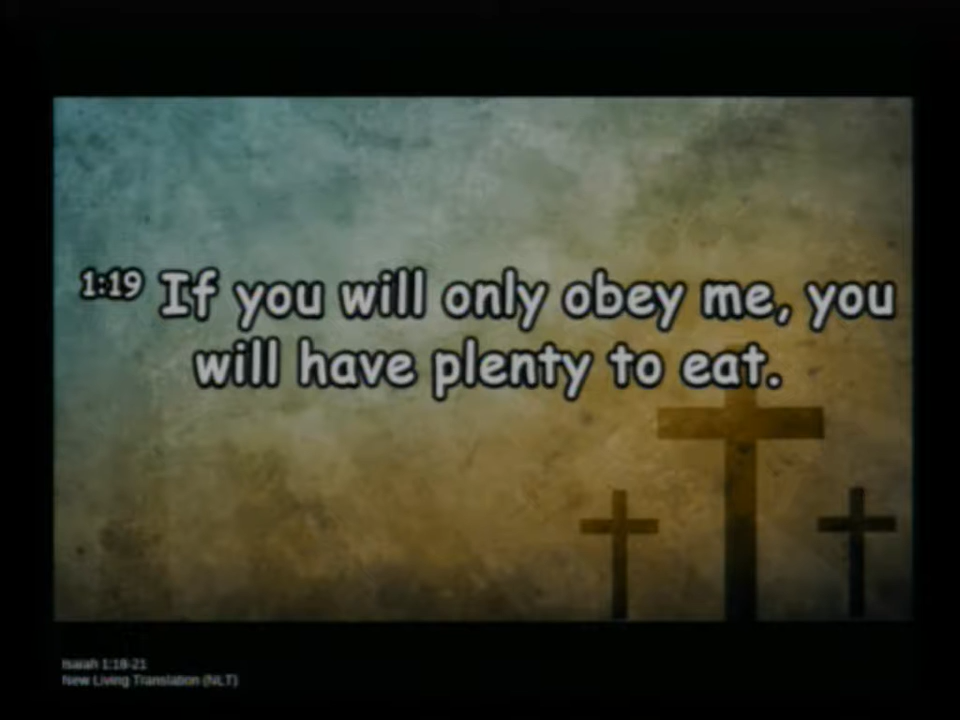 1:19 If you will only obey me, you
will have plenty to eat.
Isaiah 1:18-21
New Living Translation (NLT)